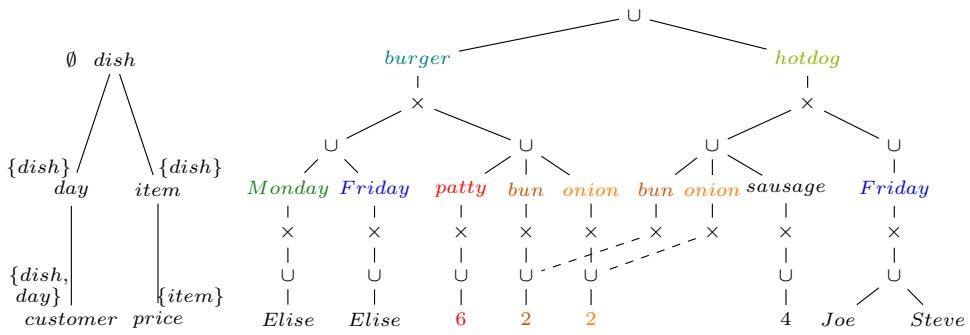 ∪
∅ dish
burger hotdog
× ×
∪ ∪ ∪ ∪
{dish} {dish}
day item Monday Friday patty bun onion bun onion sausage Friday
× × × × × × × × ×
{dish, ∪ ∪ ∪ ∪ ∪ ∪ ∪
day} {item}
customer price Elise Elise 6 2 2 4 Joe Steve